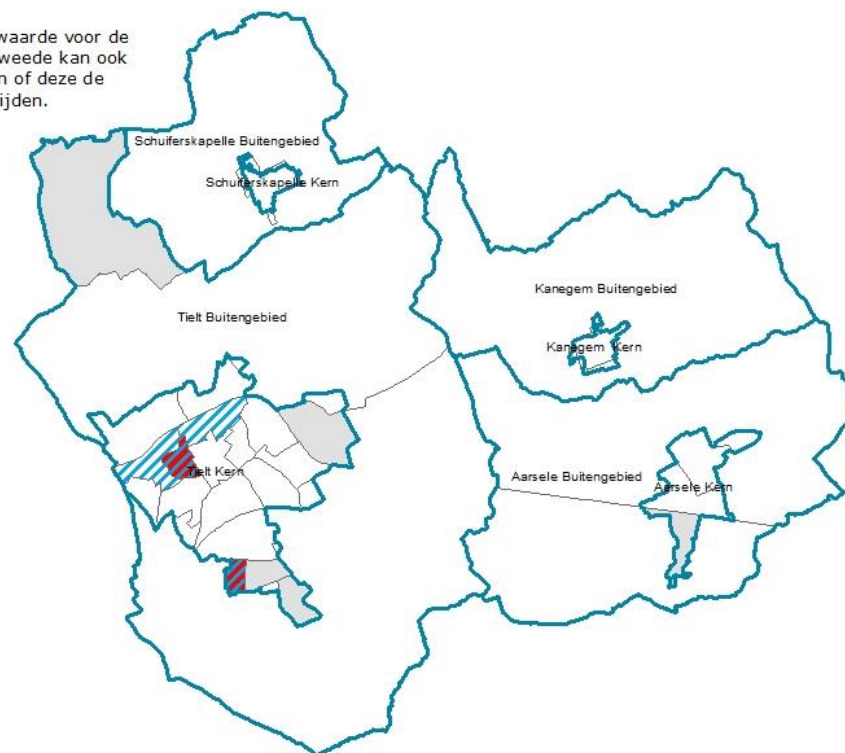 waarde voor de
weede kan ook
n of deze de
ijden.
Schuiferskapelle Buitengebied
Schuiferskapelle Kern
Kanegem Buitengebied
Tielt Buitengebied
Kanegem Kern
Tielt Kern
Aarsele Buitengebied
Aarsele Kern